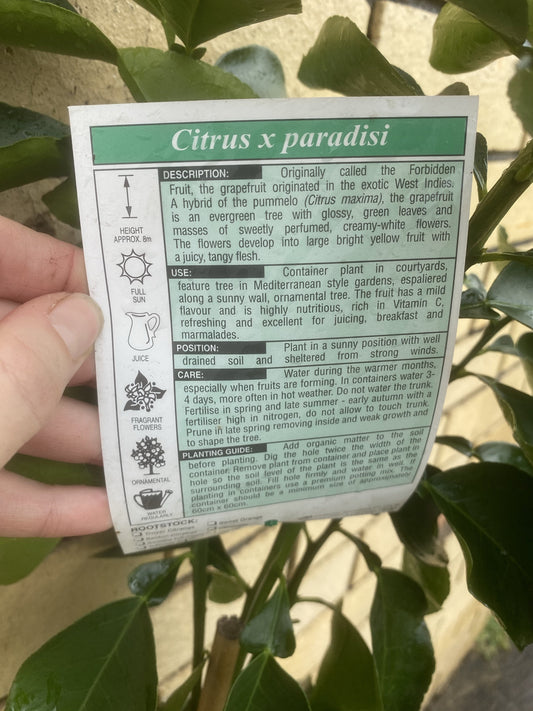 Citrus x paradisi
DESCRIPTION: Originally called the Forbidden
Fruit, the grapefruit originated in the exotic West Indies.
A hybrid of the pummelo (Citrus maxima), the grapefruit
is an evergreen tree with glossy, green leaves and
masses of sweetly perfumed, creamy-white flowers.
The flowers develop into large bright yellow fruit with
a juicy, tangy flesh.
USE: Container plant in courtyards,
feature tree in Mediterranean style gardens, espaliered
along a sunny wall, ornamental tree. The fruit has a mild
flavour and is highly nutritious, rich in Vitamin C,
refreshing and excellent for juicing, breakfast and
marmalades.
POSITION: Plant in a sunny position with well
drained soil and sheltered from strong winds.
CARE: Water during the warmer months,
especially when fruits are forming. In containers water 3-
4 days, more often in hot weather. Do not water the trunk.
Fertilise in spring and late summer - early autumn with a
fertiliser high in nitrogen, do not allow to touch trunk.
Prune in late spring removing inside and weak growth and
to shape the tree.
PLANTING GUIDE: Add organic matter to the soil
before planting. Dig the hole twice the width of the
container. Remove plant from container and place plant in
hole so the soil level of the plant is the same as the
surrounding soil. Fill hole firmly and water in well. If
planting in containers use a premium potting mix. The
container should be a minimum size of approximately
60cm x 60cm.
HEIGHT
APPROX. 8m
FULL
SUN
JUICE
FRAGRANT
FLOWERS
ORNAMENTAL
WATER
REGULARLY
ROOTSTOCK:
Troyer Citrange